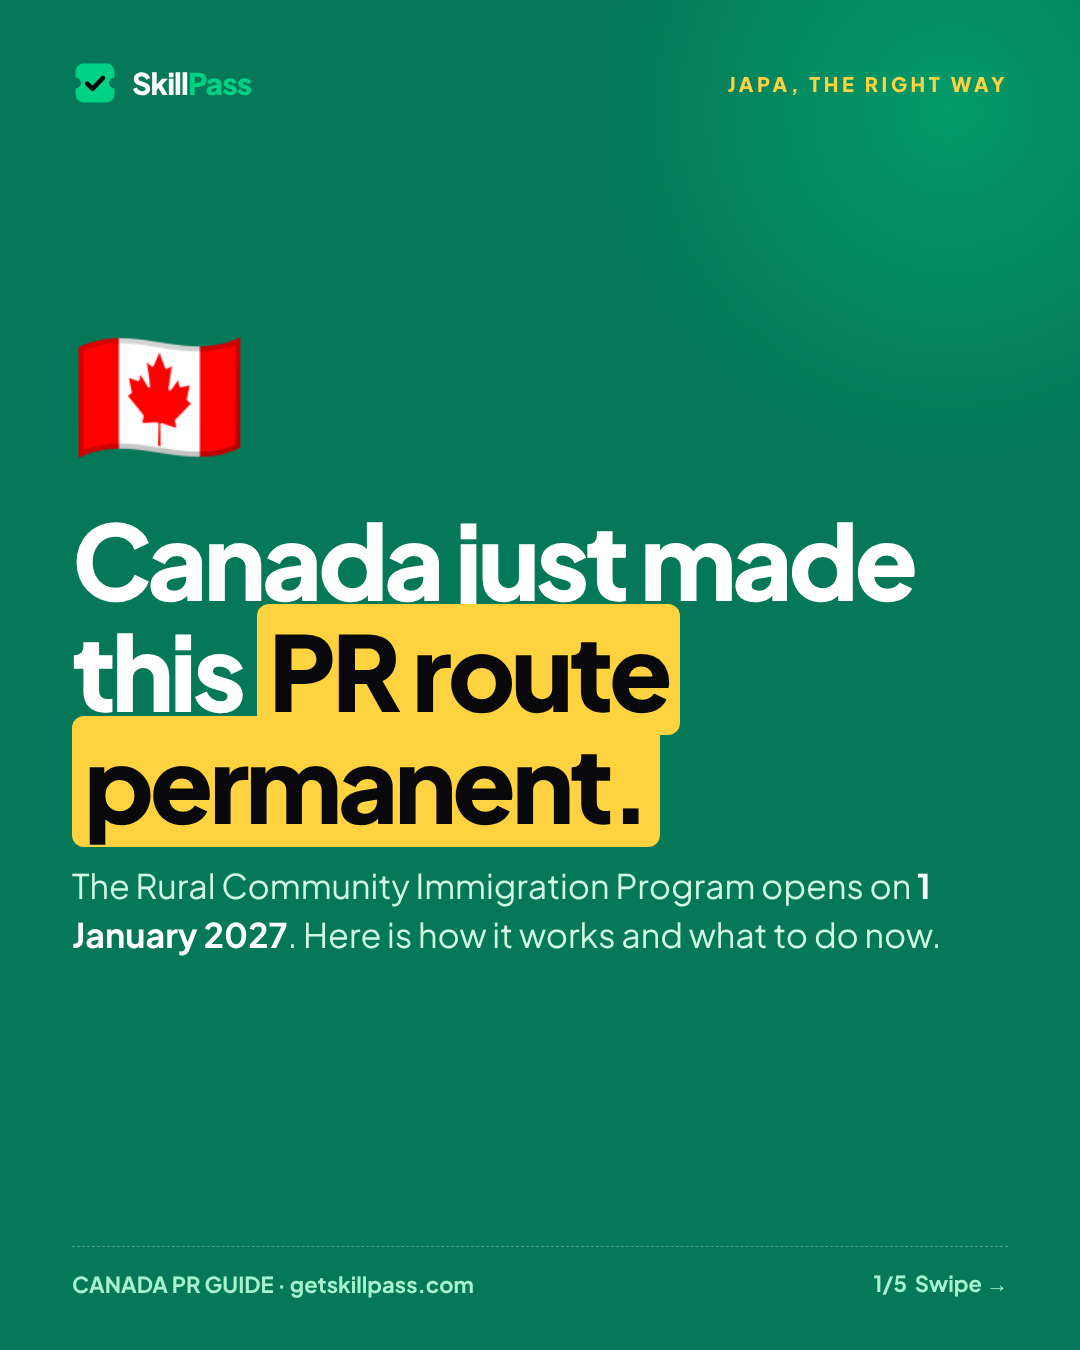 SkillPass
JAPA, THE RIGHT WAY
Canada just made
this PR route
permanent.
The Rural Community Immigration Program opens on 1
January 2027. Here is how it works and what to do now.
CANADA PR GUIDE · getskillpass.com
1/5 Swipe →